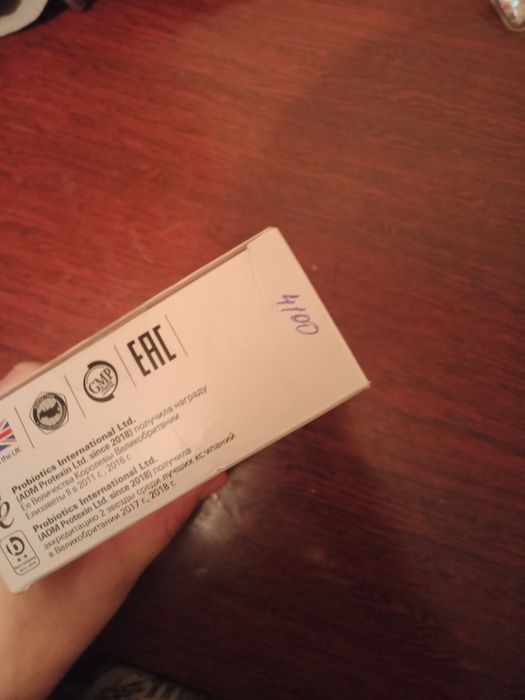 4/00
the UK
GMP
EAC
Probiotics International Ltd.
(ADM Protexin Ltd. since 2018) получила награду
Ее Величества Королевы Великобритании
Елизаветы II в 2011 г., 2016 г.
Probiotics International Ltd.
(ADM Protexin Ltd. since 2018) получила
аккредитацию 2 звезды среди лучших компаний
в Великобритании 2017 г., 2018 г.